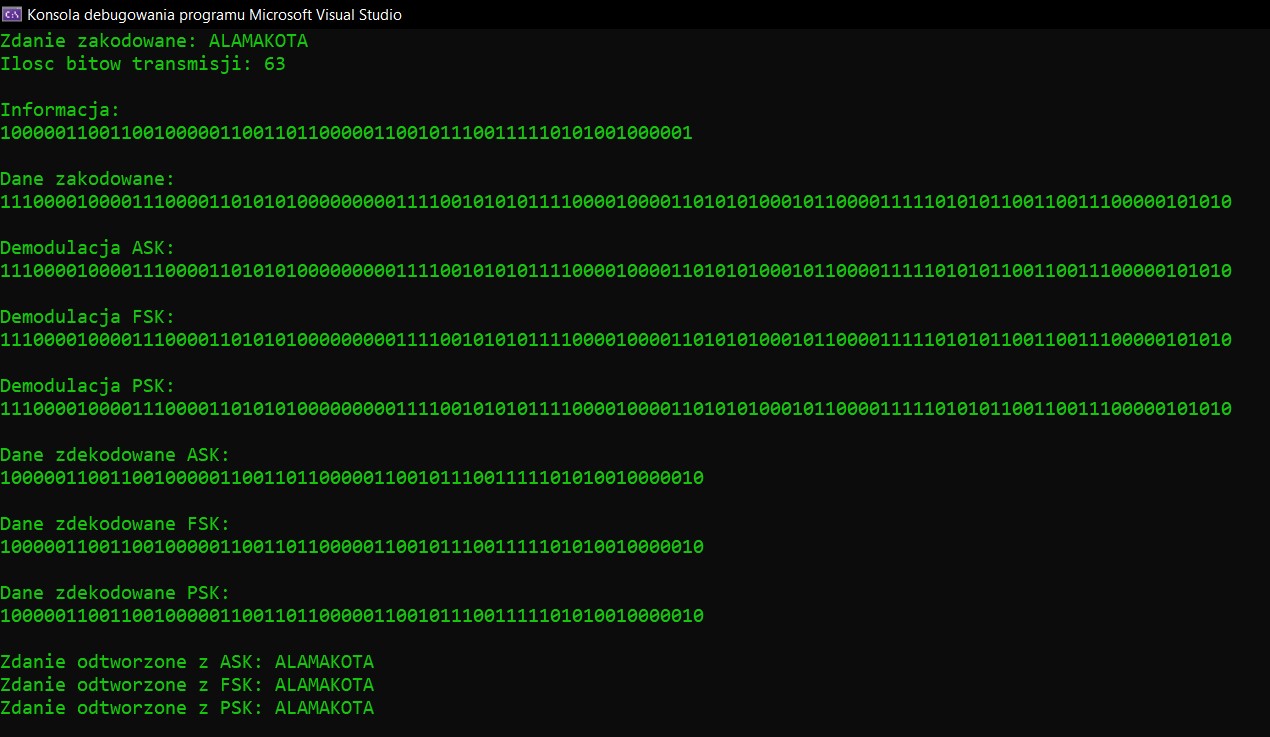 Konsola debugowania programu Microsoft Visual Studio
Zdanie zakodowane: ALAMAKOTA
Ilosc bitow transmisji: 63
Informacja:
100000110011001000001100110110000011001011100111110101001000001
Dane zakodowane:
1110000100001110000110101010000000001111001010101111000010000110101010001011000011111010101100110011100000101010
Demodulacja ASK:
1110000100001110000110101010000000001111001010101111000010000110101010001011000011111010101100110011100000101010
Demodulacja FSK:
1110000100001110000110101010000000001111001010101111000010000110101010001011000011111010101100110011100000101010
Demodulacja PSK:
1110000100001110000110101010000000001111001010101111000010000110101010001011000011111010101100110011100000101010
Dane zdekodowane ASK:
1000001100110010000011001101100000110010111001111101010010000010
Dane zdekodowane FSK:
1000001100110010000011001101100000110010111001111101010010000010
Dane zdekodowane PSK:
1000001100110010000011001101100000110010111001111101010010000010
Zdanie odtworzone z ASK: ALAMAKOTA
Zdanie odtworzone z FSK: ALAMAKOTA
Zdanie odtworzone z PSK: ALAMAKOTA